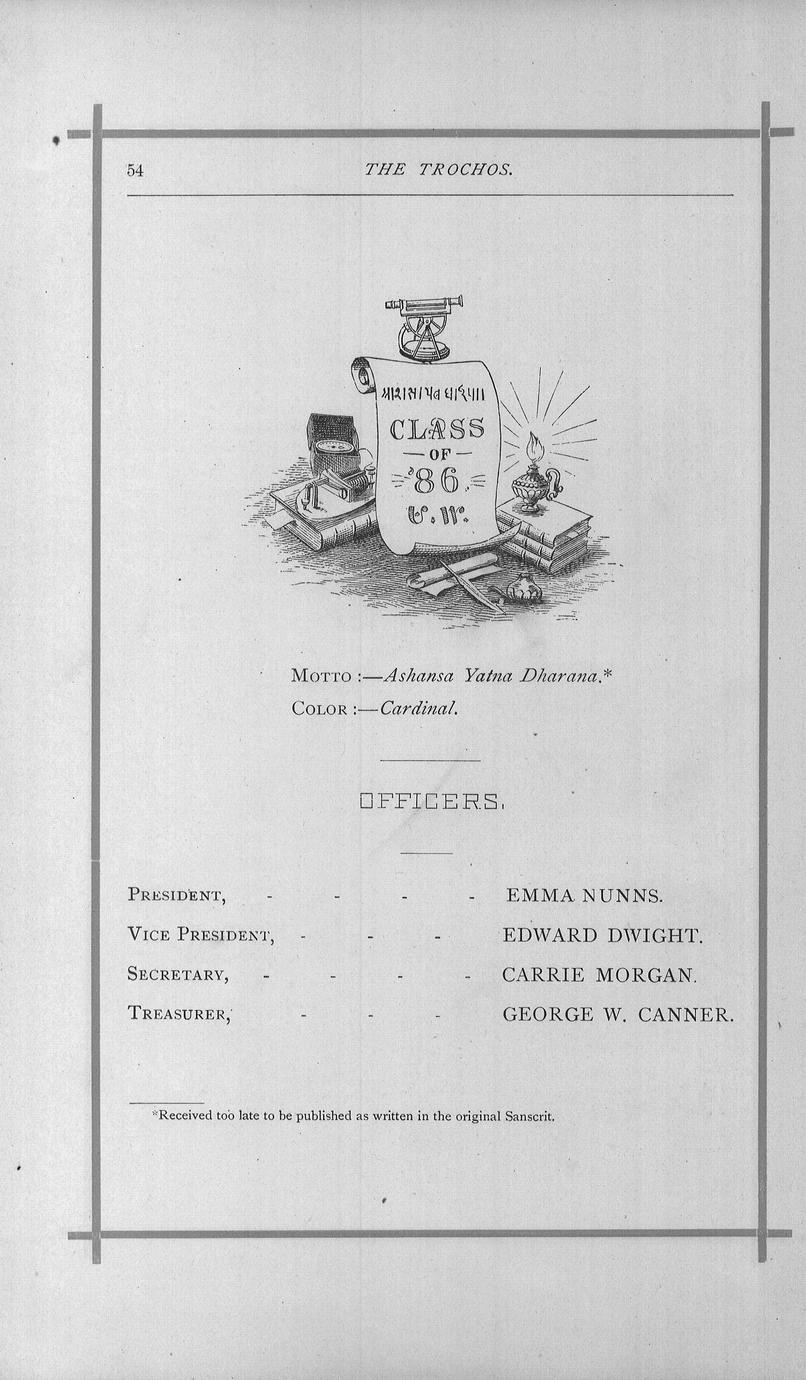 54
THE TROCHOS.
CLASS
— OF —
'86
U. W.
MOTTO :—Ashansa Yatna Dharana.*
COLOR :—Cardinal.
OFFICERS.
PRESIDENT, - - - - EMMA NUNNS.
VICE PRESIDENT, - - - EDWARD DWIGHT.
SECRETARY, - - - - CARRIE MORGAN.
TREASURER, - - - GEORGE W. CANNER.
*Received too late to be published as written in the original Sanscrit.